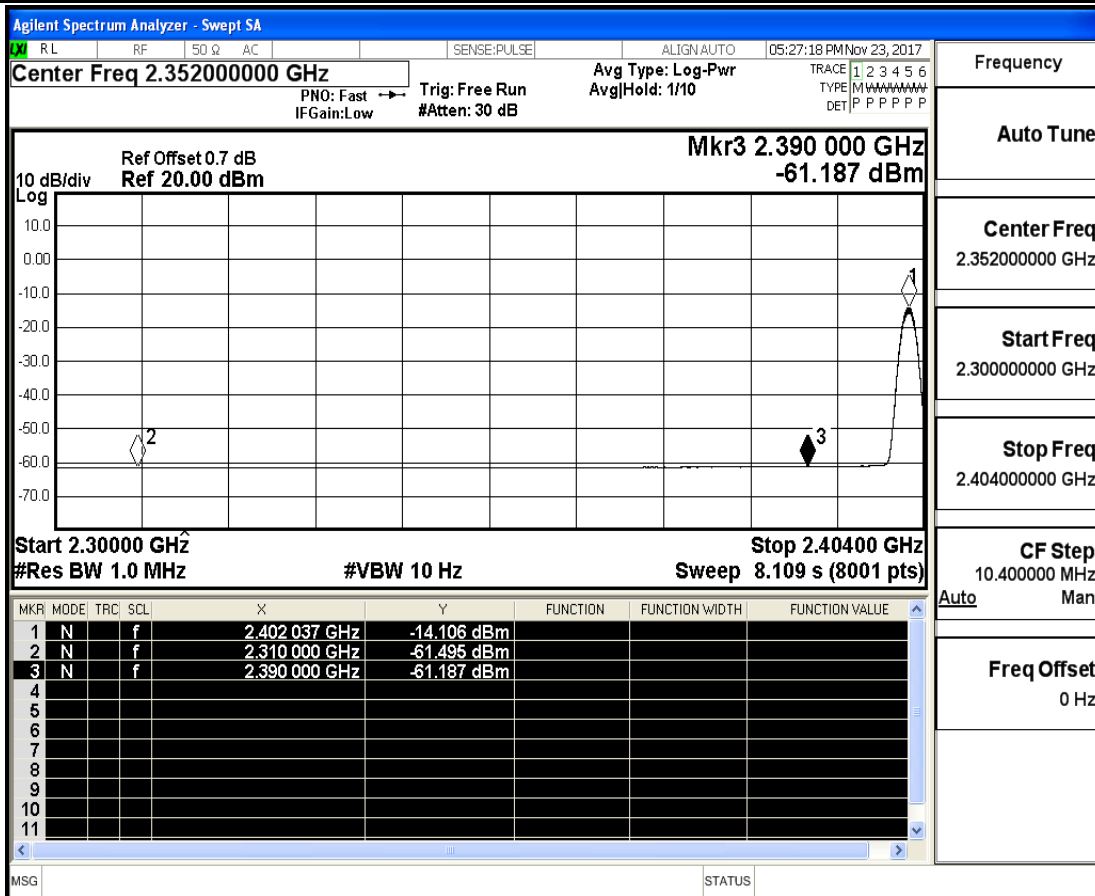 Agilent Spectrum Analyzer - Swept SA
LXI RL RF 50 Ω AC SENSE:PULSE ALIGN AUTO 05:27:18 PM Nov 23, 2017
Center Freq 2.352000000 GHz
PNO: Fast
IFGain:Low
Trig: Free Run
#Atten: 30 dB
Avg Type: Log-Pwr
Avg|Hold: 1/10
TRACE 1 2 3 4 5 6
TYPE M W W W W W
DET P P P P P P
Mkr3 2.390 000 GHz
-61.187 dBm
Ref Offset 0.7 dB
10 dB/div Ref 20.00 dBm
Log
10.0
0.00
-10.0
-20.0
-30.0
-40.0
-50.0
-60.0
-70.0
1
2
3
Start 2.30000 GHz Stop 2.40400 GHz
#Res BW 1.0 MHz #VBW 10 Hz Sweep 8.109 s (8001 pts)
MKR MODE TRC SCL X Y FUNCTION FUNCTION WIDTH FUNCTION VALUE
1 N f 2.402 037 GHz -14.106 dBm
2 N f 2.310 000 GHz -61.495 dBm
3 N f 2.390 000 GHz -61.187 dBm
4
5
6
7
8
9
10
11
MSG STATUS
Frequency
Auto Tune
Center Freq
2.352000000 GHz
Start Freq
2.300000000 GHz
Stop Freq
2.404000000 GHz
CF Step
10.400000 MHz
Auto Man
Freq Offset
0 Hz